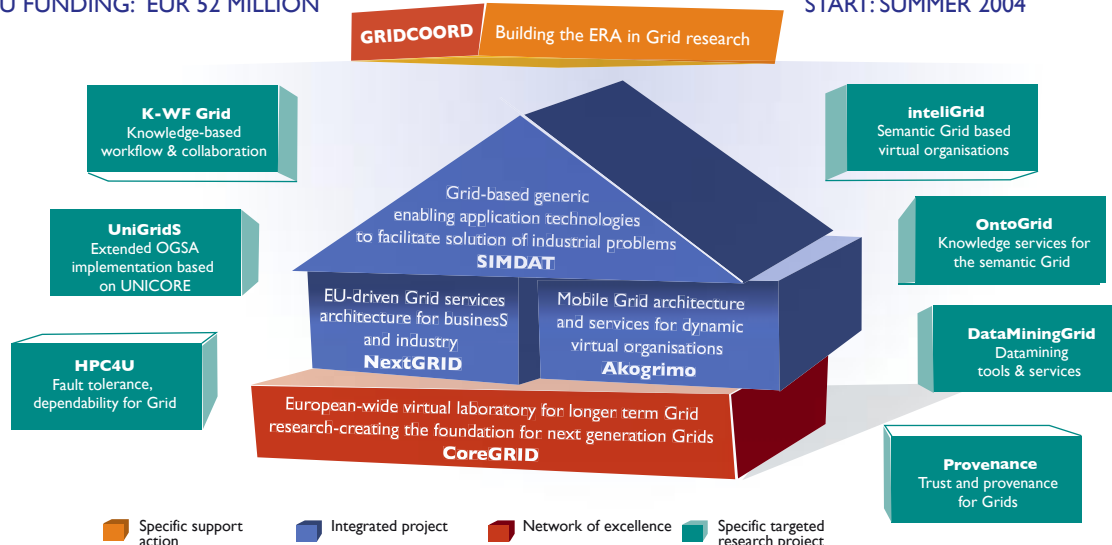 U FUNDING: EUR 52 MILLION
START: SUMMER 2004
GRIDCOORD
Building the ERA in Grid research
K-WF Grid
Knowledge-based
workflow & collaboration
inteliGrid
Semantic Grid based
virtual organisations
Grid-based generic
enabling application technologies
to facilitate solution of industrial problems
SIMDAT
UniGridS
Extended OGSA
implementation based
on UNICORE
OntoGrid
Knowledge services for
the semantic Grid
EU-driven Grid services
architecture for businesS
and industry
NextGRID
Mobile Grid architecture
and services for dynamic
virtual organisations
Akogrimo
HPC4U
Fault tolerance,
dependability for Grid
DataMiningGrid
Datamining
tools & services
European-wide virtual laboratory for longer term Grid
research-creating the foundation for next generation Grids
CoreGRID
Provenance
Trust and provenance
for Grids
Specific support
action
Integrated project
Network of excellence
Specific targeted
research project